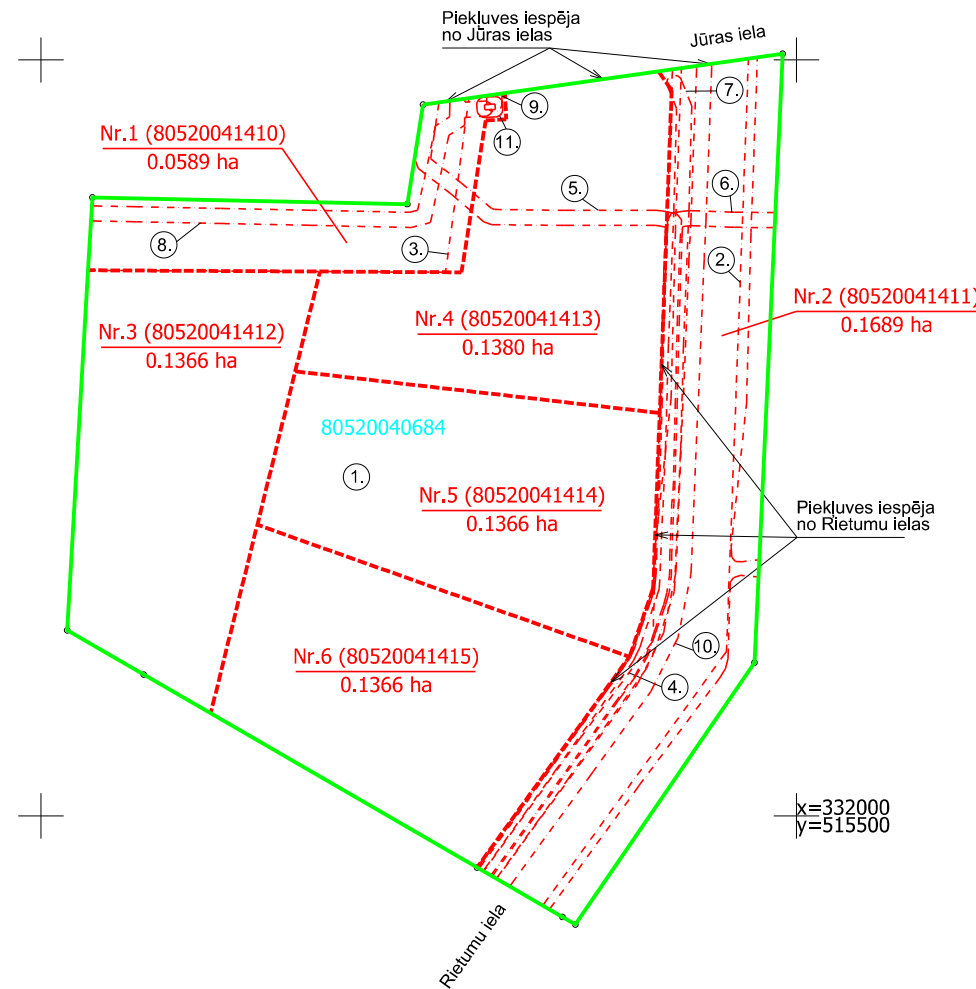 Piekļuves iespēja
no Jūras ielas
Jūras iela
7.
9.
11.
Nr.1 (80520041410)
0.0589 ha
5.
6.
8.
3.
2.
Nr.2 (80520041411)
0.1689 ha
Nr.3 (80520041412)
0.1366 ha
Nr.4 (80520041413)
0.1380 ha
80520040684
1.
Nr.5 (80520041414)
0.1366 ha
Piekļuves iespēja
no Rietumu ielas
10.
Nr.6 (80520041415)
0.1366 ha
4.
x=332000
y=515500
Rietumu iela